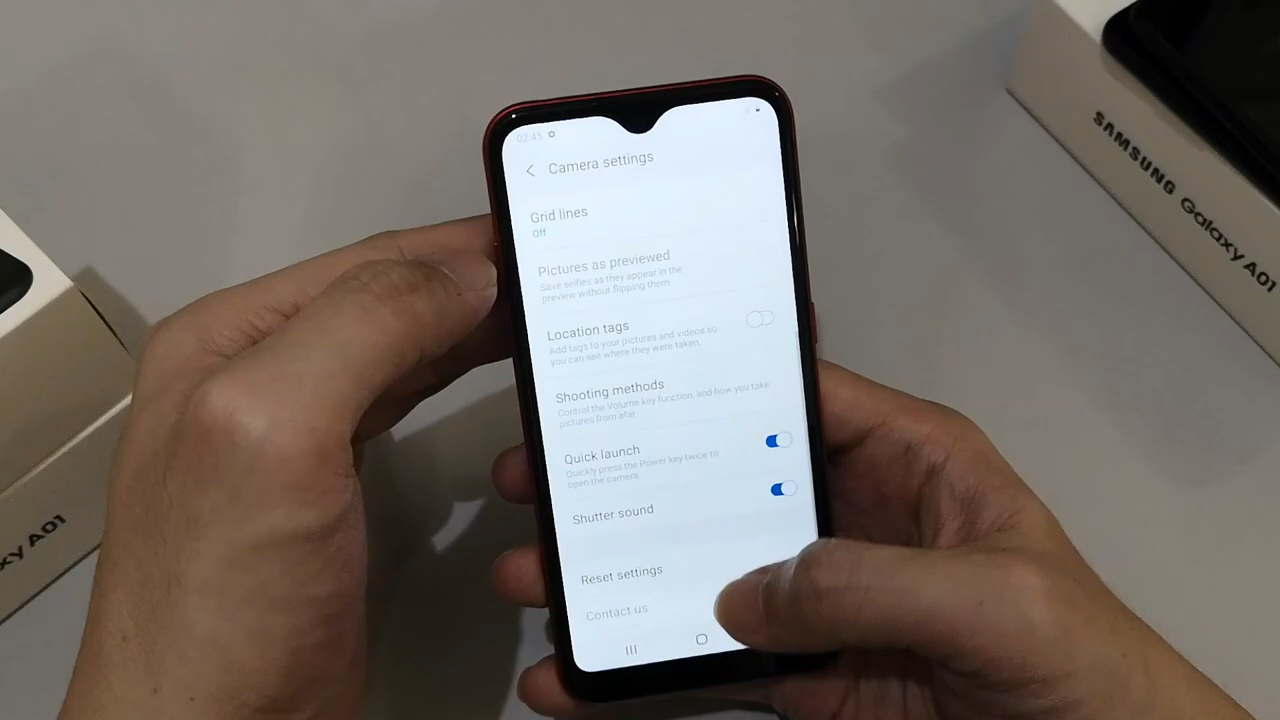 02:45
Camera settings
Grid lines
Off
Pictures as previewed
Save selfies as they appear in the
preview without flipping them
Location tags
Add tags to your pictures and videos so
you can see where they were taken.
Shooting methods
Control the Volume key function, and how you take
pictures from afar
Quick launch
Quickly press the Power key twice to
open the camera
Shutter sound
Reset settings
Contact us
SAMSUNG Galaxy A01
xy A01